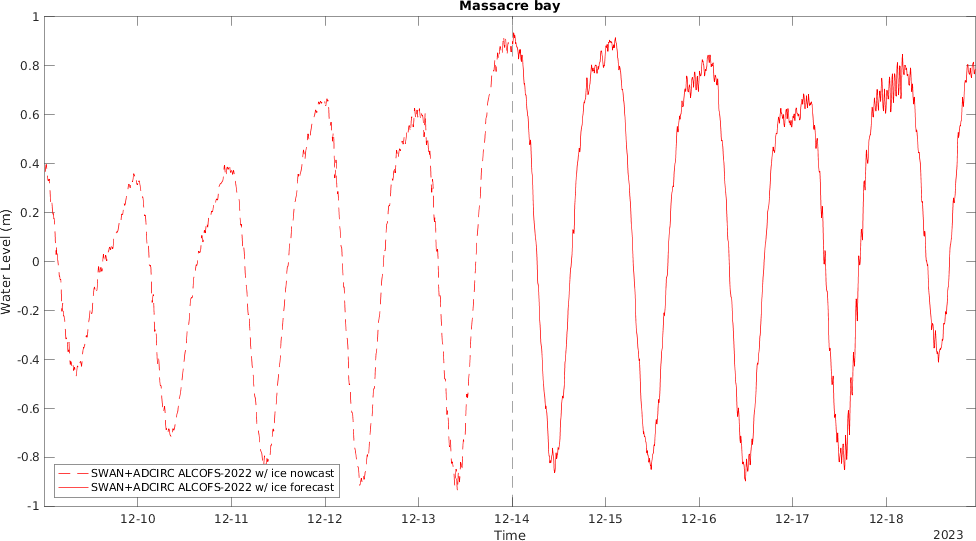 Massacre bay
Water Level (m)
1
0.8
0.6
0.4
0.2
0
-0.2
-0.4
-0.6
-0.8
-1
SWAN+ADCIRC ALCOFS-2022 w/ ice nowcast
SWAN+ADCIRC ALCOFS-2022 w/ ice forecast
12-10 12-11 12-12 12-13 12-14 12-15 12-16 12-17 12-18
Time
2023